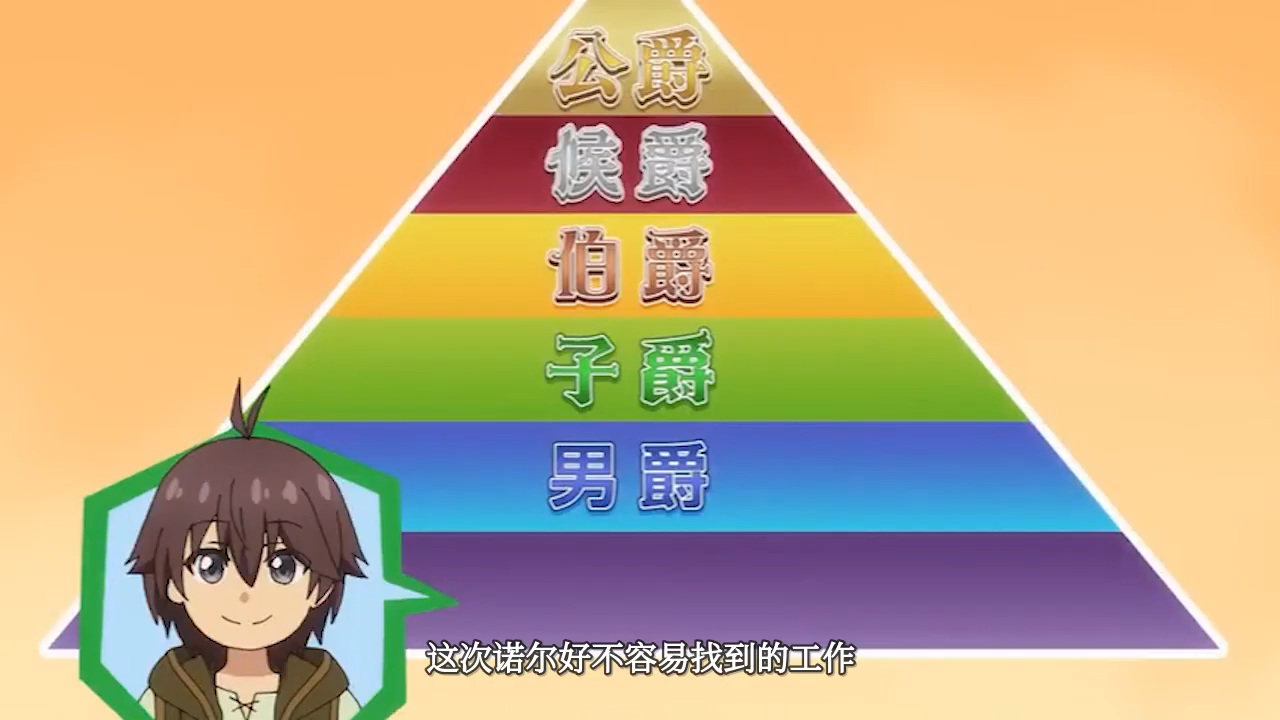 公爵
候爵
伯爵
子爵
男爵
这次诺尔好不容易找到的工作